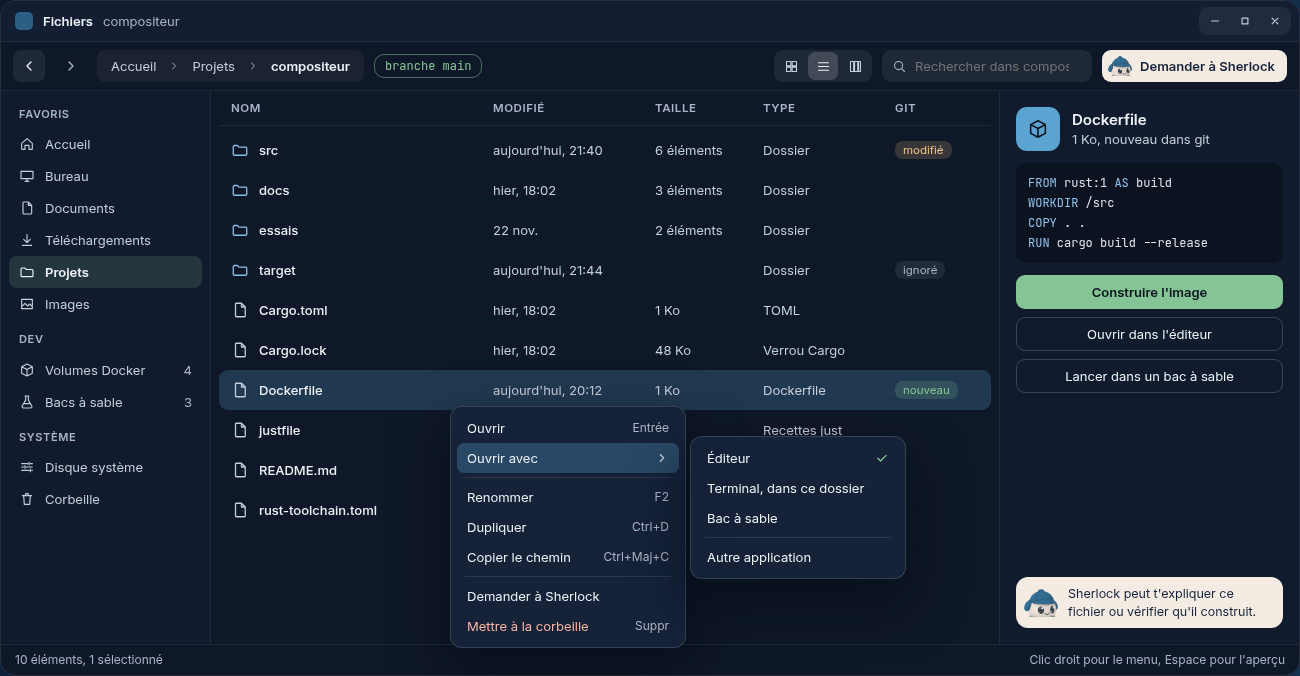 Fichiers compositeur
Accueil Projets compositeur branche main
Rechercher dans compos
Demander à Sherlock
FAVORIS
Accueil
Bureau
Documents
Téléchargements
Projets
Images
DEV
Volumes Docker 4
Bacs à sable 3
SYSTÈME
Disque système
Corbeille
NOM MODIFIÉ TAILLE TYPE GIT
src aujourd'hui, 21:40 6 éléments Dossier modifié
docs hier, 18:02 3 éléments Dossier
essais 22 nov. 2 éléments Dossier
target aujourd'hui, 21:44 Dossier ignoré
Cargo.toml hier, 18:02 1 Ko TOML
Cargo.lock hier, 18:02 48 Ko Verrou Cargo
Dockerfile aujourd'hui, 20:12 1 Ko Dockerfile nouveau
justfile Recettes just
README.md
rust-toolchain.toml
Ouvrir Entrée
Ouvrir avec
Renommer F2
Dupliquer Ctrl+D
Copier le chemin Ctrl+Maj+C
Demander à Sherlock
Mettre à la corbeille Suppr
Éditeur
Terminal, dans ce dossier
Bac à sable
Autre application
Dockerfile
1 Ko, nouveau dans git
FROM rust:1 AS build
WORKDIR /src
COPY . .
RUN cargo build --release
Construire l'image
Ouvrir dans l'éditeur
Lancer dans un bac à sable
Sherlock peut t'expliquer ce
fichier ou vérifier qu'il construit.
10 éléments, 1 sélectionné
Clic droit pour le menu, Espace pour l'aperçu